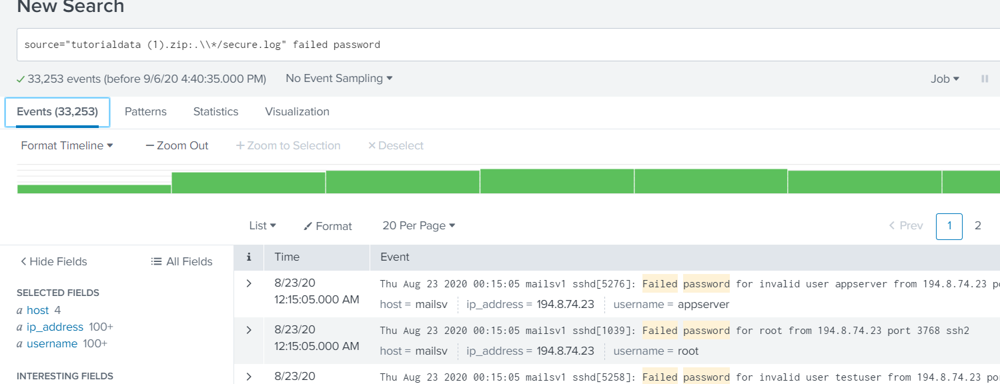 New Search
source="tutorialdata (1).zip:.\\*/secure.log" failed password
33,253 events (before 9/6/20 4:40:35.000 PM) No Event Sampling Job
Events (33,253) Patterns Statistics Visualization
Format Timeline — Zoom Out + Zoom to Selection × Deselect
List Format 20 Per Page < Prev 1 2
< Hide Fields All Fields i Time Event
SELECTED FIELDS
a host 4
a ip_address 100+
a username 100+
INTERESTING FIELDS
> 8/23/20 12:15:05.000 AM Thu Aug 23 2020 00:15:05 mailsv1 sshd[5276]: Failed password for invalid user appserver from 194.8.74.23
host = mailsv ip_address = 194.8.74.23 username = appserver
> 8/23/20 12:15:05.000 AM Thu Aug 23 2020 00:15:05 mailsv1 sshd[1039]: Failed password for root from 194.8.74.23 port 3768 ssh2
host = mailsv ip_address = 194.8.74.23 username = root
> 8/23/20 Thu Aug 23 2020 00:15:05 mailsv1 sshd[5258]: Failed password for invalid user testuser from 194.8.74.23